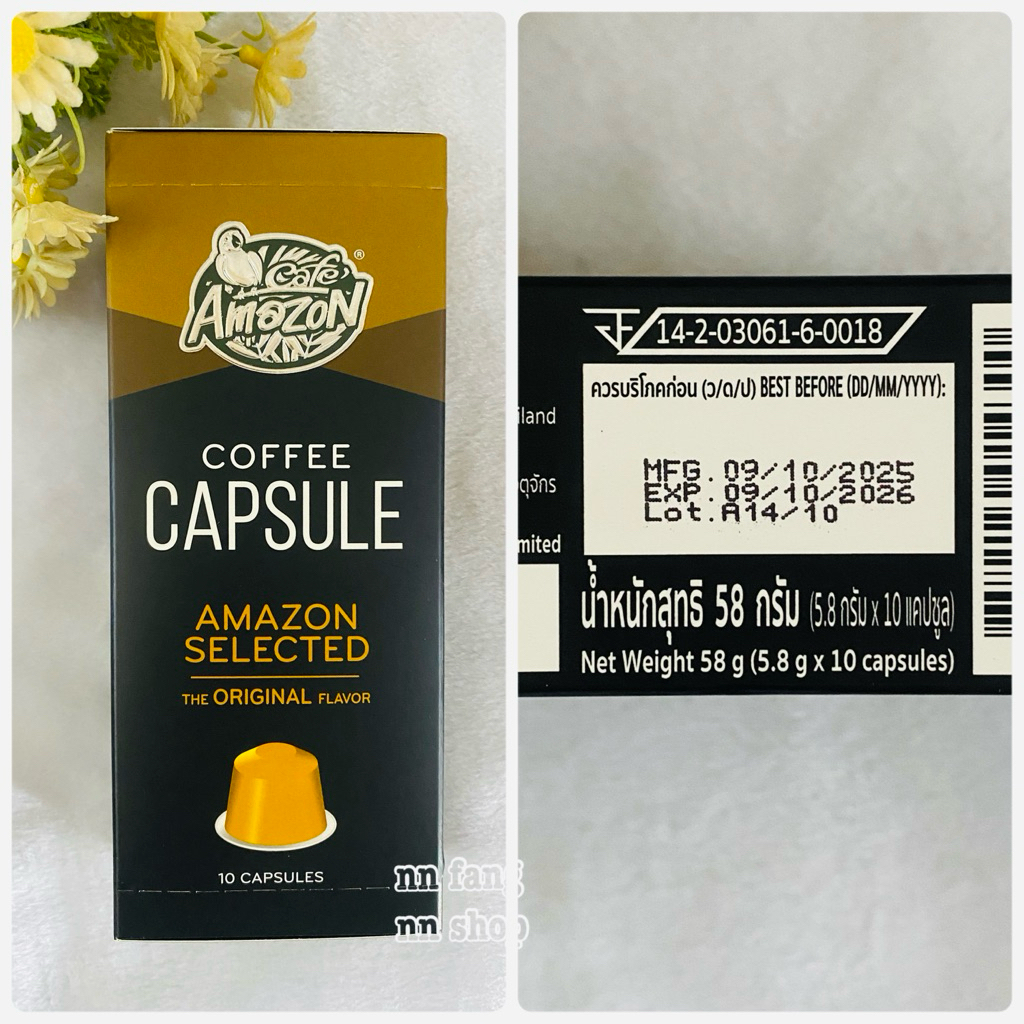 Café
Amazon
®
COFFEE
CAPSULE
AMAZON
SELECTED
THE ORIGINAL FLAVOR
10 CAPSULES
nn fang
nn shop
14-2-03061-6-0018
ควรบริโภคก่อน (ว/ด/ป) BEST BEFORE (DD/MM/YYYY):
MFG.09/10/2025
EXP.09/10/2026
Lot.A14/10
น้ำหนักสุทธิ 58 กรัม (5.8 กรัม x 10 แคปซูล)
Net Weight 58 g (5.8 g x 10 capsules)